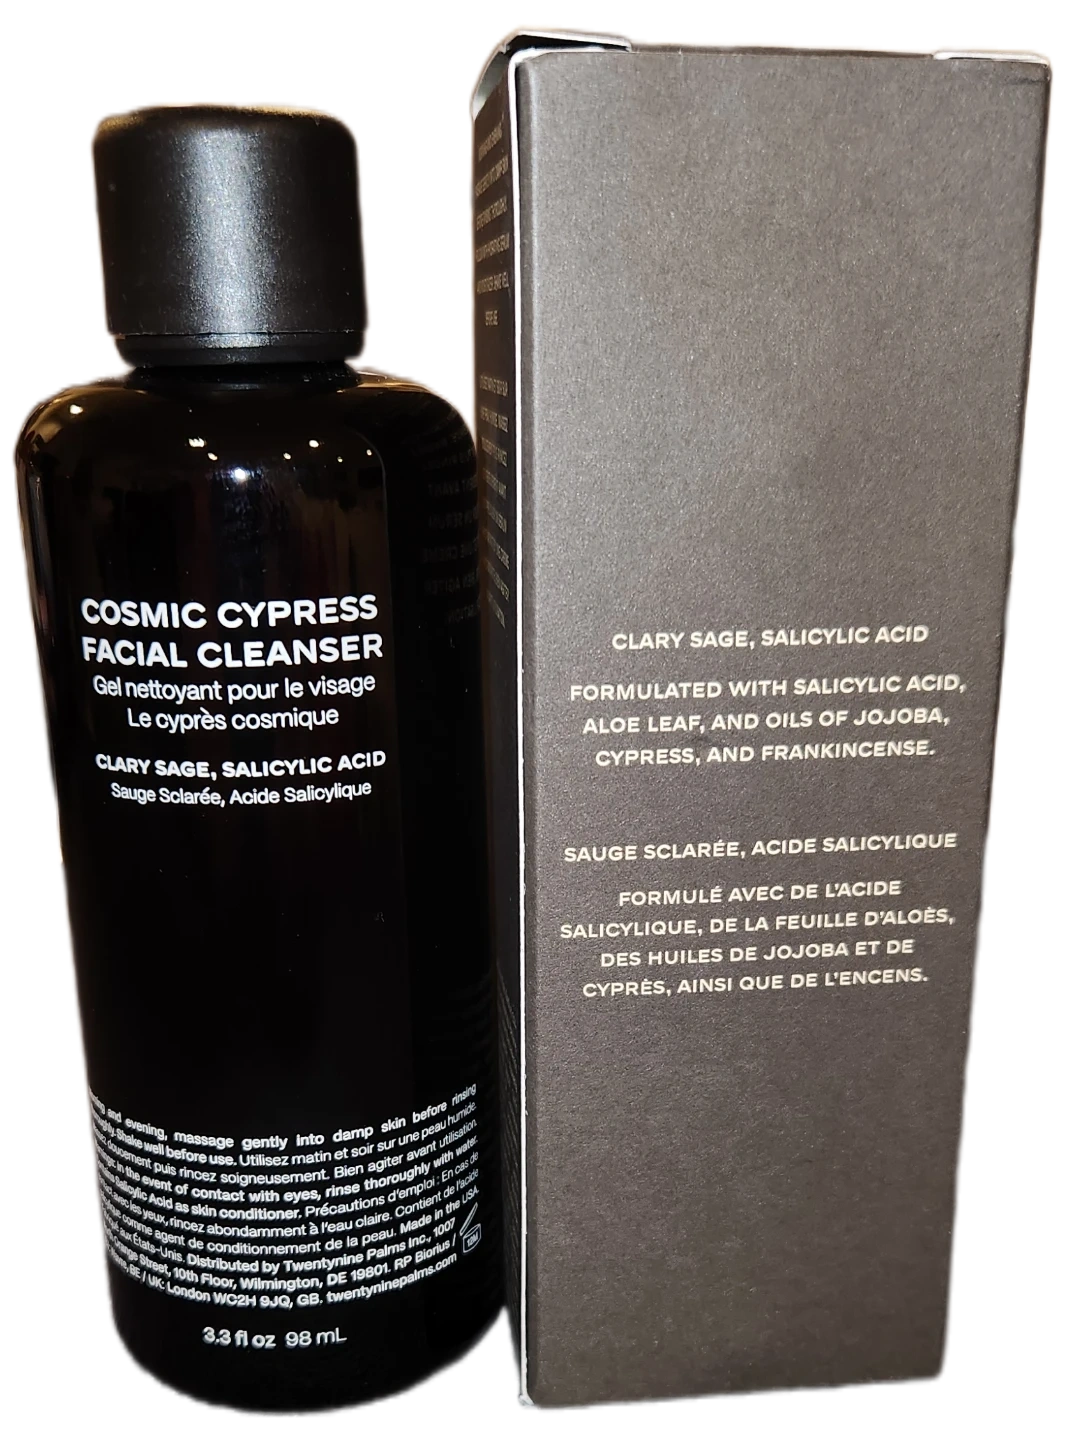 COSMIC CYPRESS
FACIAL CLEANSER
Gel nettoyant pour le visage
Le cyprès cosmique
CLARY SAGE, SALICYLIC ACID
Sauge Sclarée, Acide Salicylique
and evening, massage gently into damp skin before rinsing
Shake well before use. Utilisez matin et soir sur une peau humide.
doucement puis rincez soigneusement. Bien agiter avant utilisation.
in the event of contact with eyes, rinse thoroughly with water.
Salicylic Acid as skin conditioner. Précautions d'emploi : En cas de
avec les yeux, rincez abondamment à l'eau claire. Contient de l'acide
comme agent de conditionnement de la peau. Made in the USA.
aux États-Unis. Distributed by Twentynine Palms Inc., 1007
Orange Street, 10th Floor, Wilmington, DE 19801. RP Biorius /
BE / UK: London WC2H 9JQ, GB. twentyninepalms.com
12M
3.3 fl oz 98 mL
CLARY SAGE, SALICYLIC ACID
FORMULATED WITH SALICYLIC ACID,
ALOE LEAF, AND OILS OF JOJOBA,
CYPRESS, AND FRANKINCENSE.
SAUGE SCLARÉE, ACIDE SALICYLIQUE
FORMULÉ AVEC DE L'ACIDE
SALICYLIQUE, DE LA FEUILLE D'ALOÈS,
DES HUILES DE JOJOBA ET DE
CYPRÈS, AINSI QUE DE L'ENCENS.